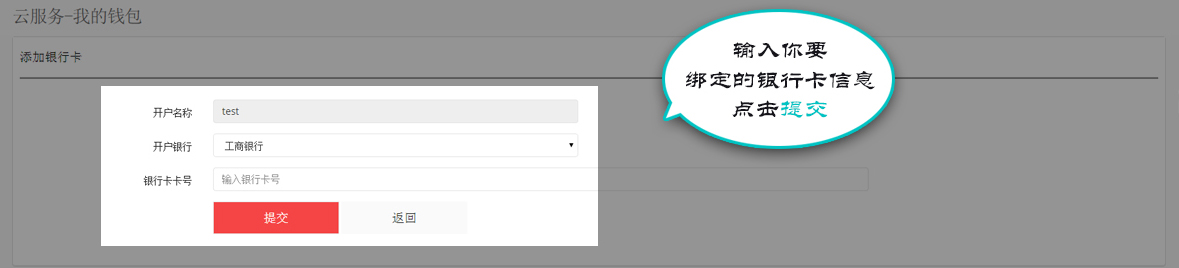 云服务-我的钱包
添加银行卡
输入你要
绑定的银行卡信息
点击提交
开户名称 test
开户银行 工商银行
银行卡卡号 输入银行卡号
提交 返回